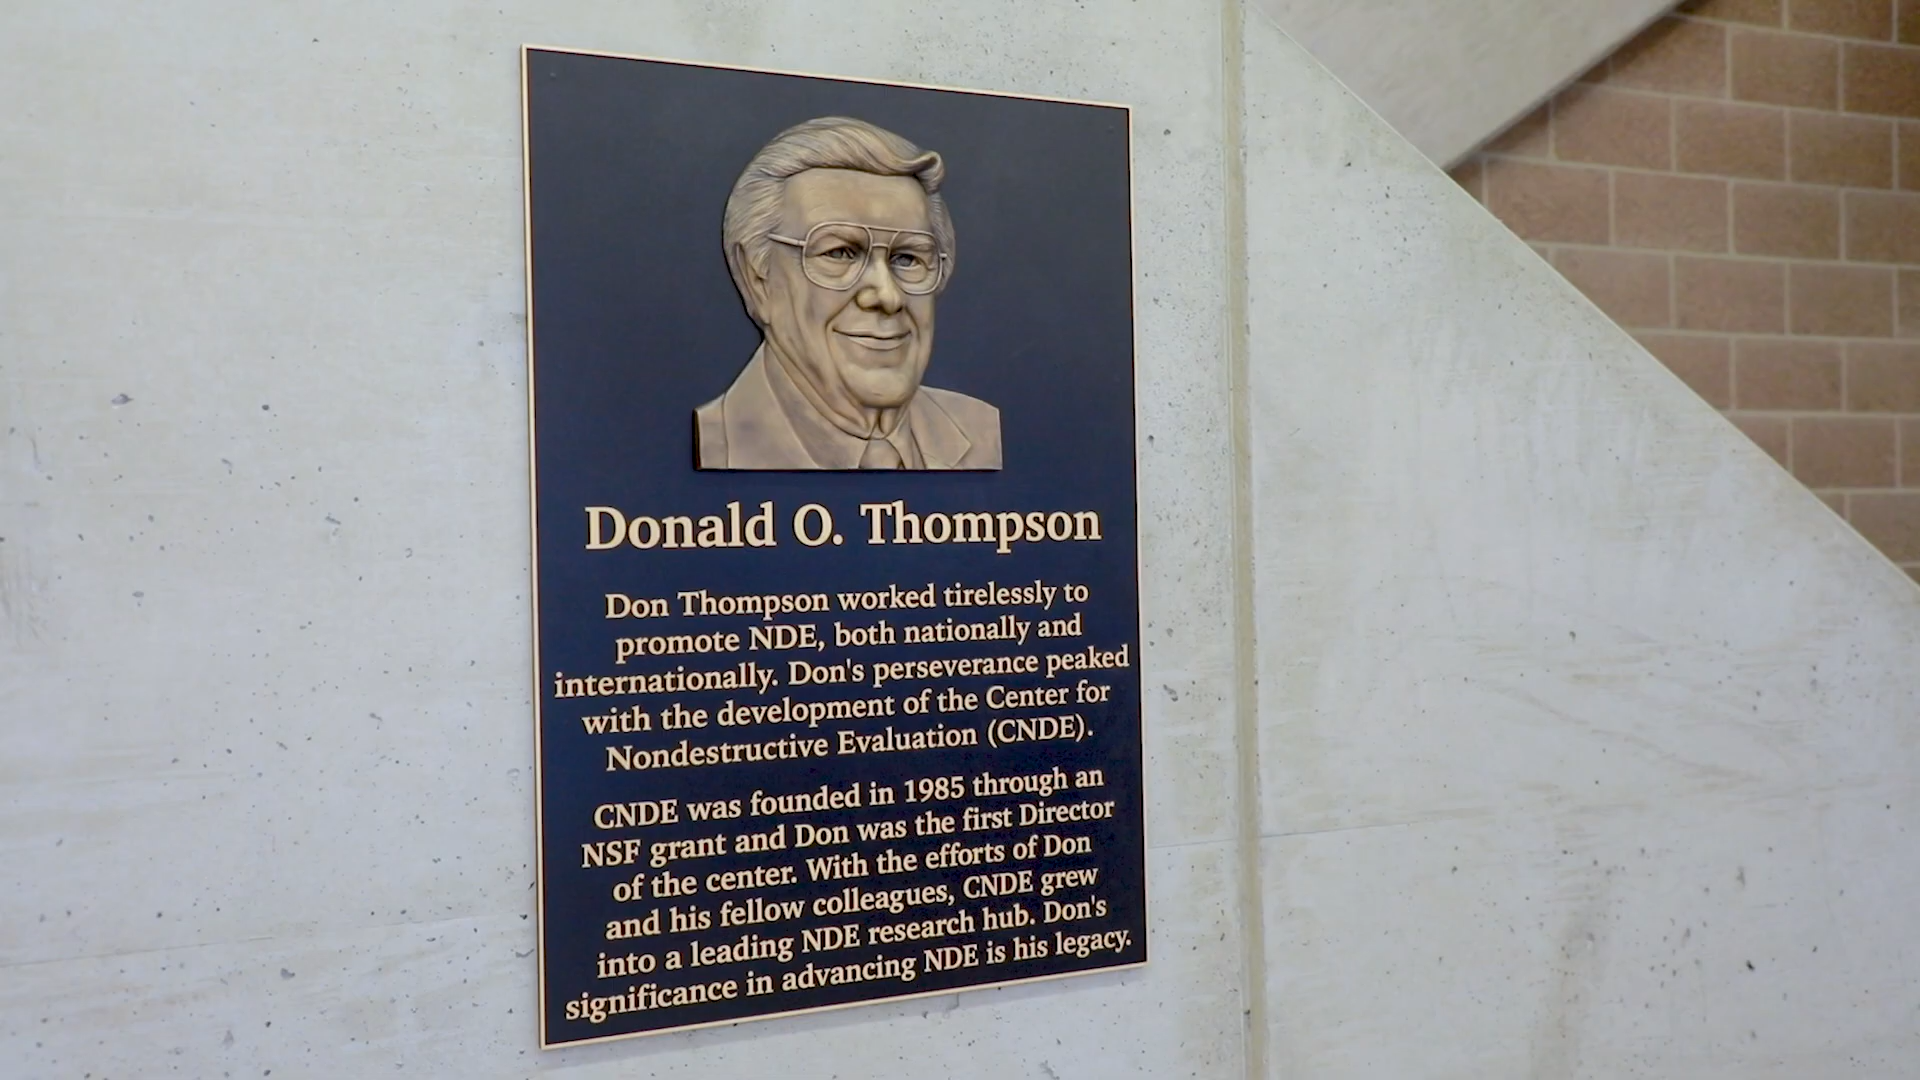 Donald O. Thompson
Don Thompson worked tirelessly to
promote NDE, both nationally and
internationally. Don's perseverance peaked
with the development of the Center for
Nondestructive Evaluation (CNDE).
CNDE was founded in 1985 through an
NSF grant and Don was the first Director
of the center. With the efforts of Don
and his fellow colleagues, CNDE grew
into a leading NDE research hub. Don's
significance in advancing NDE is his legacy.